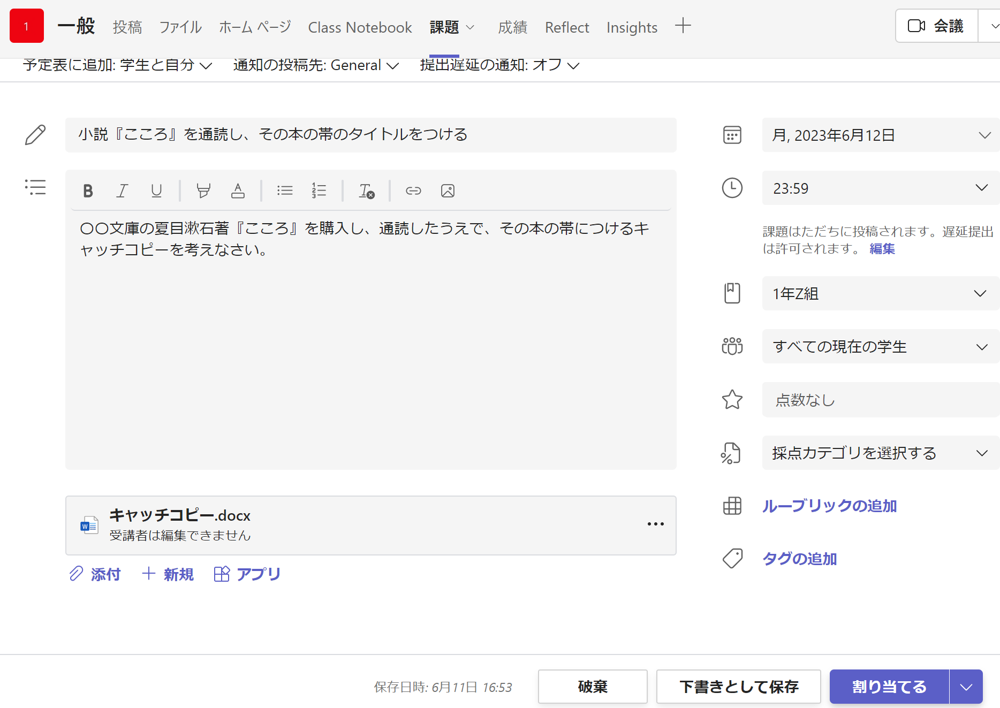 1
一般 投稿 ファイル ホーム ページ Class Notebook 課題 成績 Reflect Insights
会議
予定表に追加: 学生と自分 通知の投稿先: General 提出遅延の通知: オフ
小説『こころ』を通読し、その本の帯のタイトルをつける
〇〇文庫の夏目漱石著『こころ』を購入し、通読したうえで、その本の帯につけるキ
ャッチコピーを考えなさい。
キャッチコピー.docx
受講者は編集できません
添付 新規 アプリ
月, 2023年6月12日
23:59
課題はただちに投稿されます。遅延提出
は許可されます。 編集
1年Z組
すべての現在の学生
点数なし
採点カテゴリを選択する
ルーブリックの追加
タグの追加
保存日時: 6月11日 16:53 破棄 下書きとして保存 割り当てる